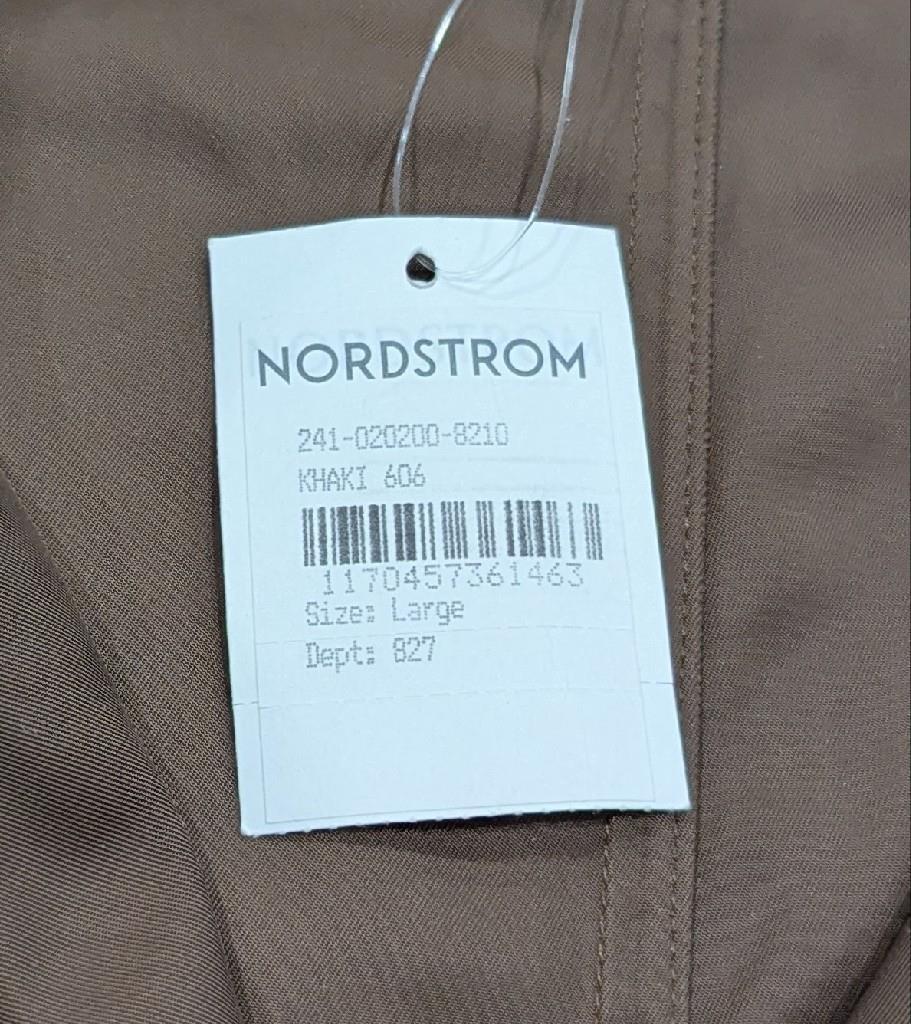 NORDSTROM
241-020200-8210
KHAKI 606
1170457361463
Size: Large
Dept: 827